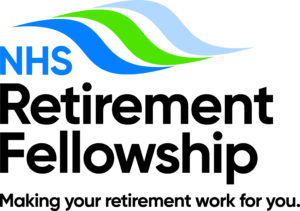 NHS
Retirement
Fellowship
Making your retirement work for you.